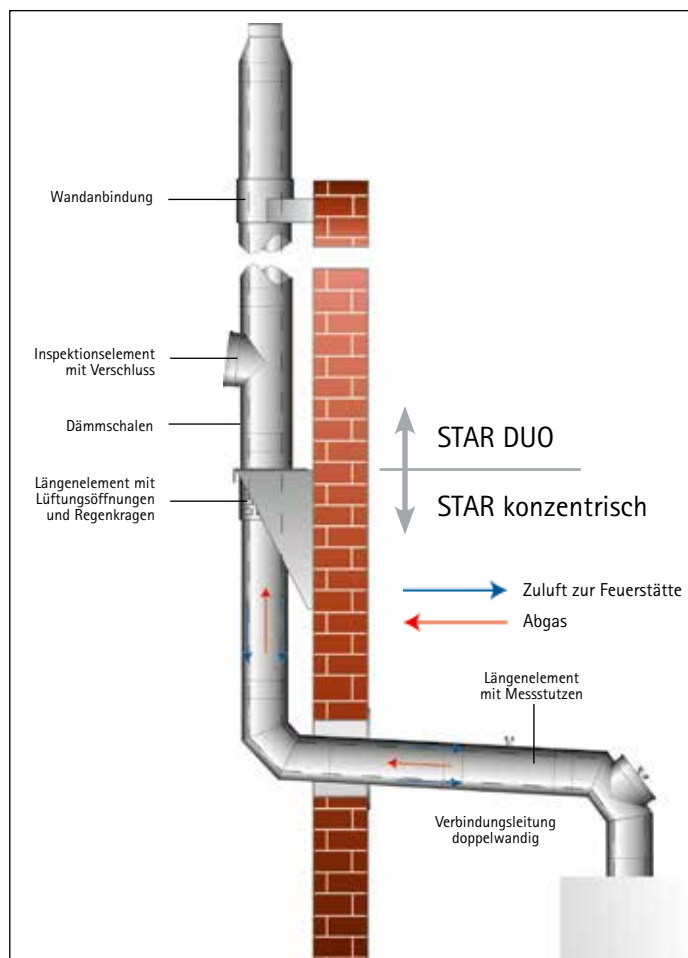 Wandanbindung
Inspektionselement
mit Verschluss
Dämmschalen
STAR DUO
Längenelement mit
Lüftungsöffnungen
und Regenkragen
STAR konzentrisch
Zuluft zur Feuerstätte
Abgas
Längenelement
mit Messstutzen
Verbindungsleitung
doppelwandig